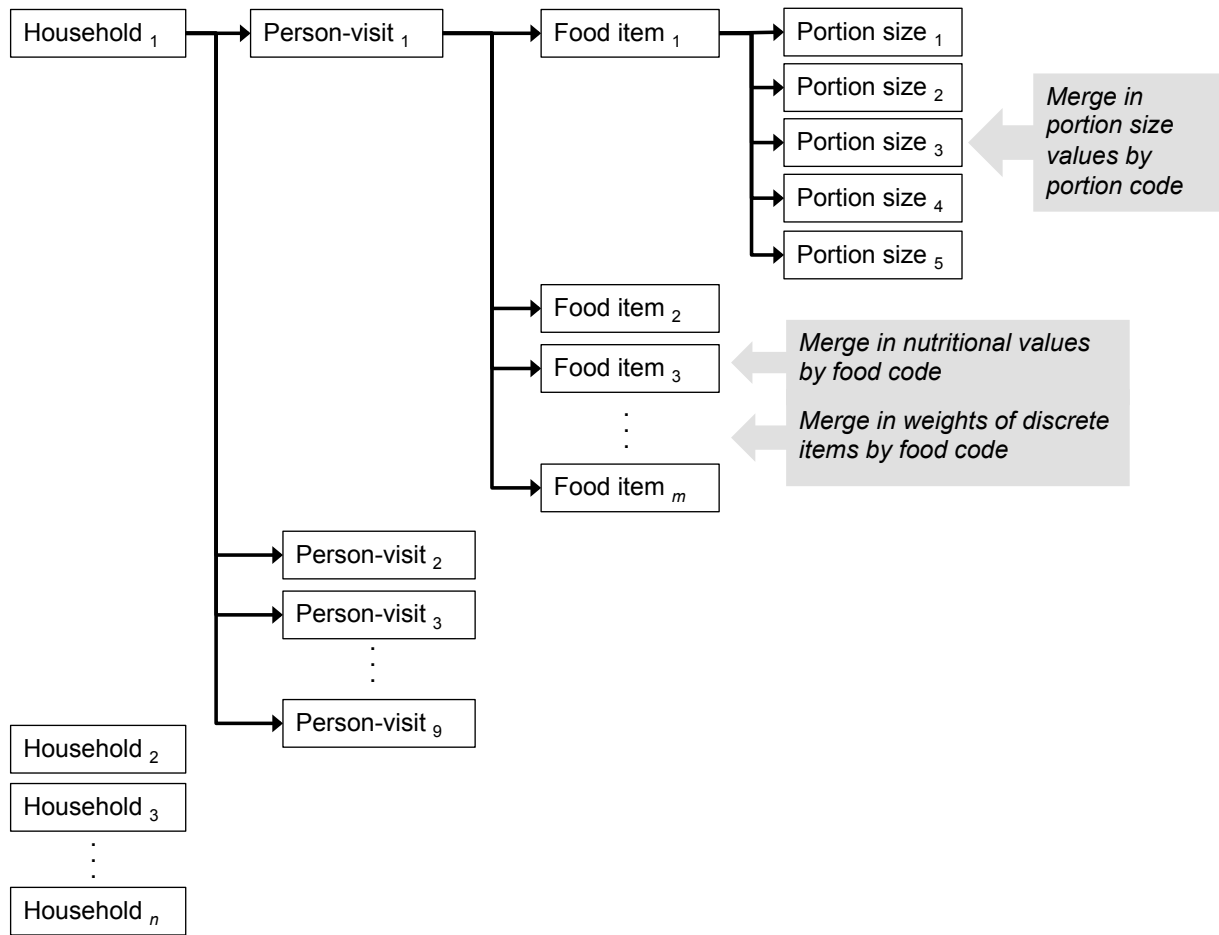 Household 1
Person-visit 1
Food item 1
Portion size 1
Portion size 2
Portion size 3
Portion size 4
Portion size 5
Merge in
portion size
values by
portion code
Food item 2
Food item 3
.
.
.
Food item m
Merge in nutritional values
by food code
Merge in weights of discrete
items by food code
Person-visit 2
Person-visit 3
.
.
.
Person-visit 9
Household 2
Household 3
.
.
.
Household n